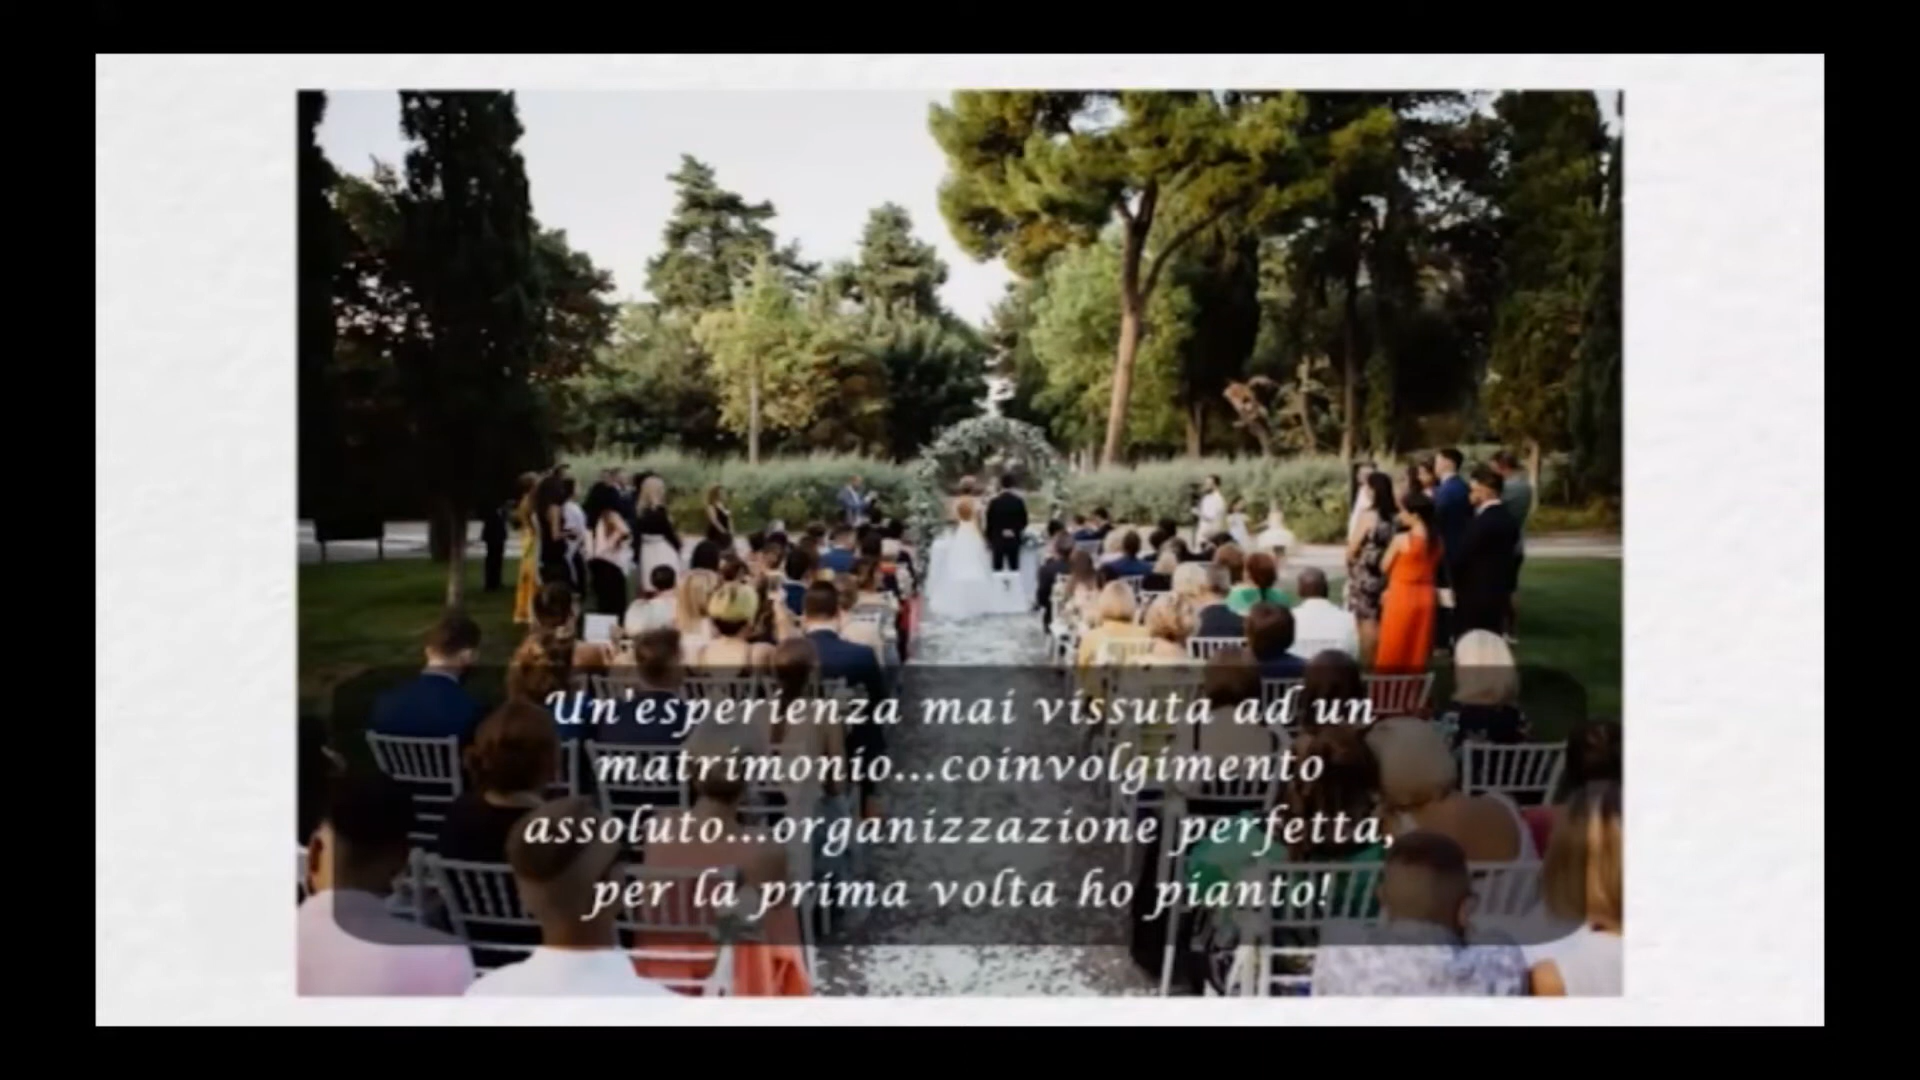 Un'esperienza mai vissuta ad un
matrimonio...coinvolgimento
assoluto...organizzazione perfetta,
per la prima volta ho pianto!